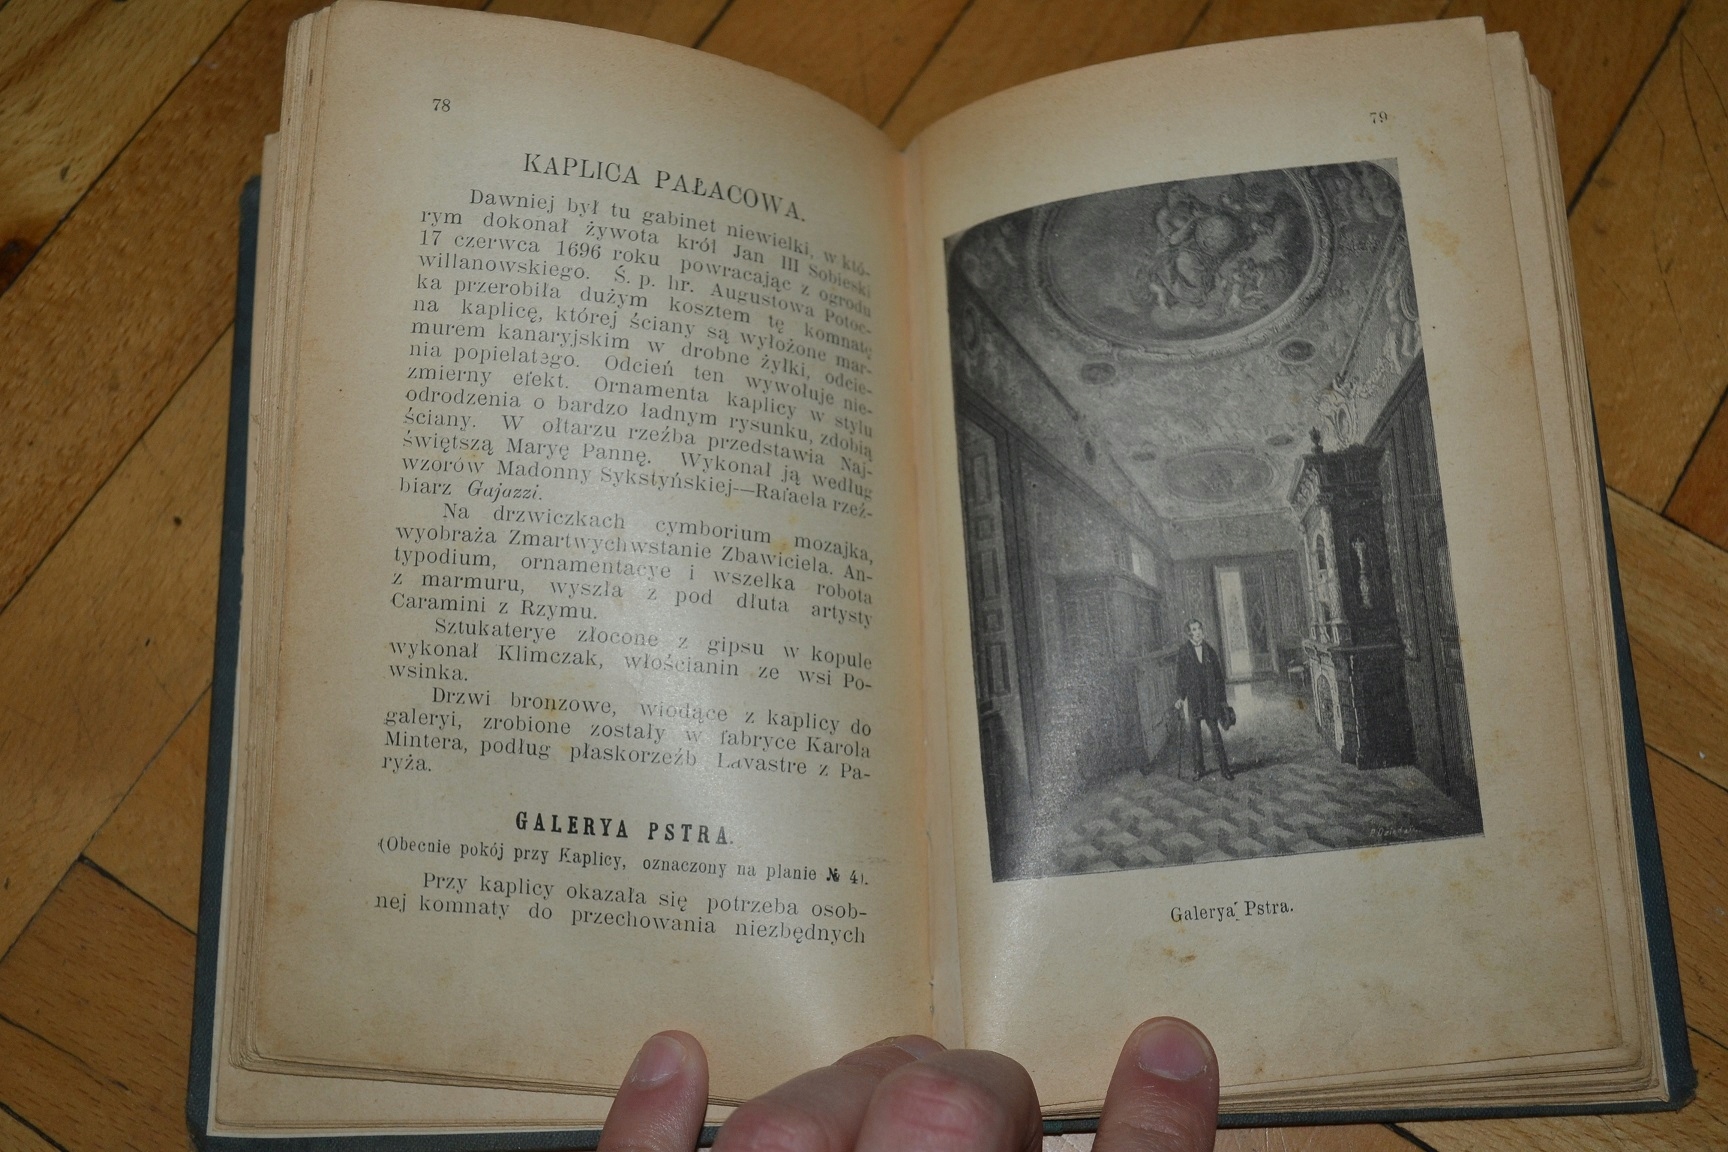 78
KAPLICA PAŁACOWA.
Dawniej był tu gabinet niewielki, w któ-
rym dokonał żywota król Jan III Sobieski
17 czerwca 1696 roku powracając z ogrodu
willanowskiego. Ś. p. hr. Augustowa Potoc-
ka przerobiła dużym kosztem tę komnatę
na kaplicę, której ściany są wyłożone mar-
murem kanaryjskim w drobne żyłki, odcie-
nia popielatego. Odcień ten wywołuje nie-
zmierny efekt. Ornamenta kaplicy w stylu
odrodzenia o bardzo ładnym rysunku, zdobią
ściany. W ołtarzu rzeźba przedstawia Naj-
świętszą Maryę Pannę. Wykonał ją według
wzorów Madonny Sykstyńskiej—Rafaela rzeź-
biarz Gajazzi.
Na drzwiczkach cymborium mozajka,
wyobraża Zmartwychwstanie Zbawiciela. An-
typodium, ornamentacye i wszelka robota
z marmuru, wyszła z pod dłuta artysty
Caramini z Rzymu.
Sztukaterye złocone z gipsu w kopule
wykonał Klimczak, włościanin ze wsi Po-
wsinka.
Drzwi bronzowe, wiodące z kaplicy do
galeryi, zrobione zostały w fabryce Karola
Mintera, podług płaskorzeźb Lavastre z Pa-
ryża.
GALERYA PSTRA.
(Obecnie pokój przy Kaplicy, oznaczony na planie № 4).
Przy kaplicy okazała się potrzeba osob-
nej komnaty do przechowania niezbędnych
79
Galerya Pstra.